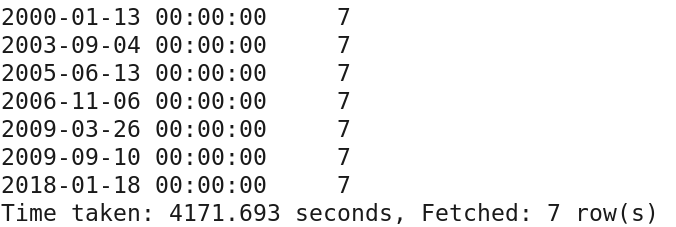 2000-01-13 00:00:00     7
2003-09-04 00:00:00     7
2005-06-13 00:00:00     7
2006-11-06 00:00:00     7
2009-03-26 00:00:00     7
2009-09-10 00:00:00     7
2018-01-18 00:00:00     7
Time taken: 4171.693 seconds, Fetched: 7 row(s)